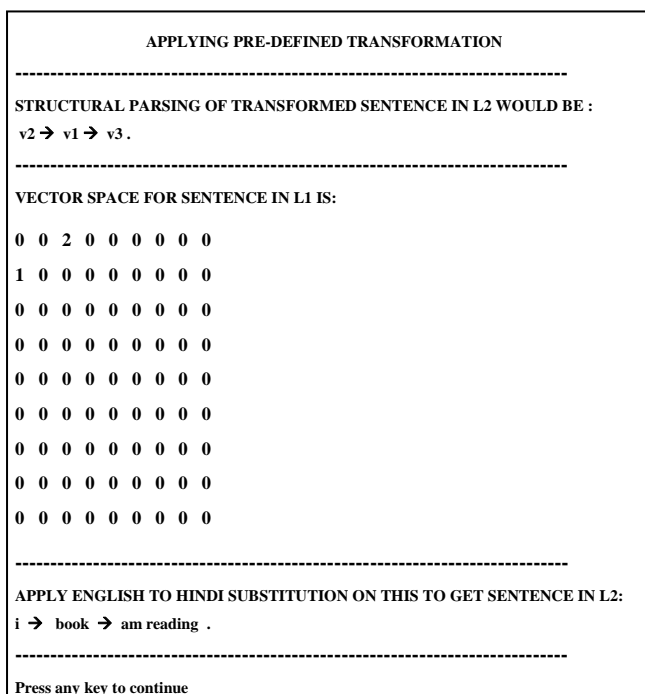 APPLYING PRE-DEFINED TRANSFORMATION
-------------------------------------------------------------------------------
STRUCTURAL PARSING OF TRANSFORMED SENTENCE IN L2 WOULD BE :
v2 → v1 → v3 .
-------------------------------------------------------------------------------
VECTOR SPACE FOR SENTENCE IN L1 IS:
0 0 2 0 0 0 0 0 0
1 0 0 0 0 0 0 0 0
0 0 0 0 0 0 0 0 0
0 0 0 0 0 0 0 0 0
0 0 0 0 0 0 0 0 0
0 0 0 0 0 0 0 0 0
0 0 0 0 0 0 0 0 0
0 0 0 0 0 0 0 0 0
0 0 0 0 0 0 0 0 0
-------------------------------------------------------------------------------
APPLY ENGLISH TO HINDI SUBSTITUTION ON THIS TO GET SENTENCE IN L2:
i → book → am reading .
-------------------------------------------------------------------------------
Press any key to continue